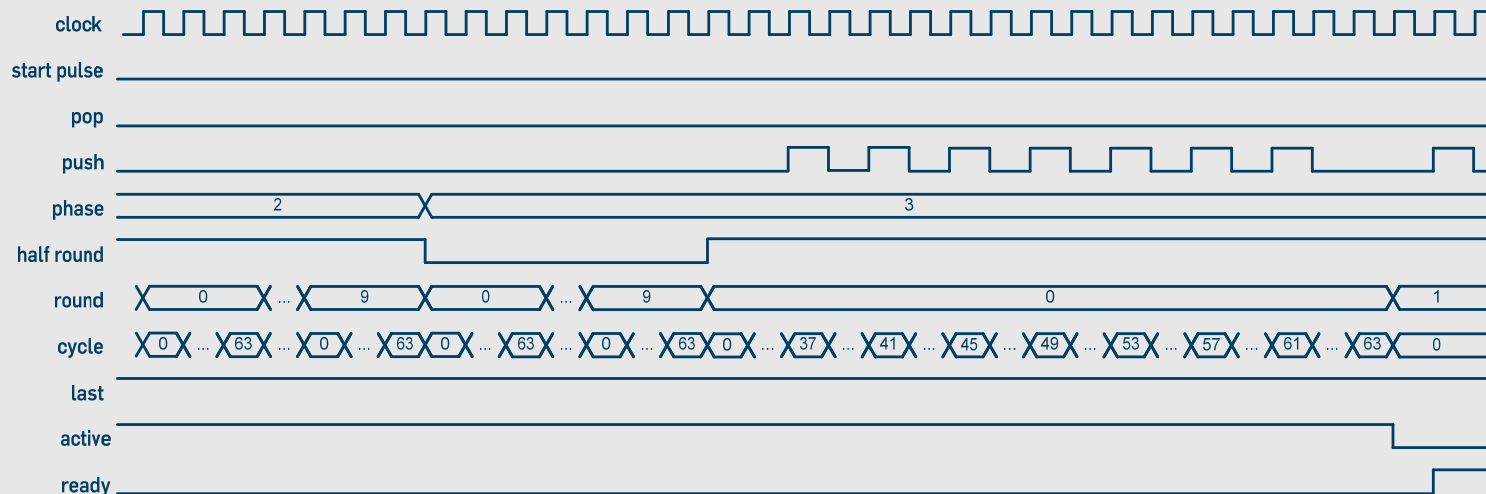 clock
start pulse
pop
push
phase 2 3
half round
round 0 ... 9 0 ... 9 0 1
cycle 0 ... 63 ... 0 ... 63 0 ... 63 ... 0 ... 63 0 ... 37 ... 41 ... 45 ... 49 ... 53 ... 57 ... 61 ... 63 0
last
active
ready